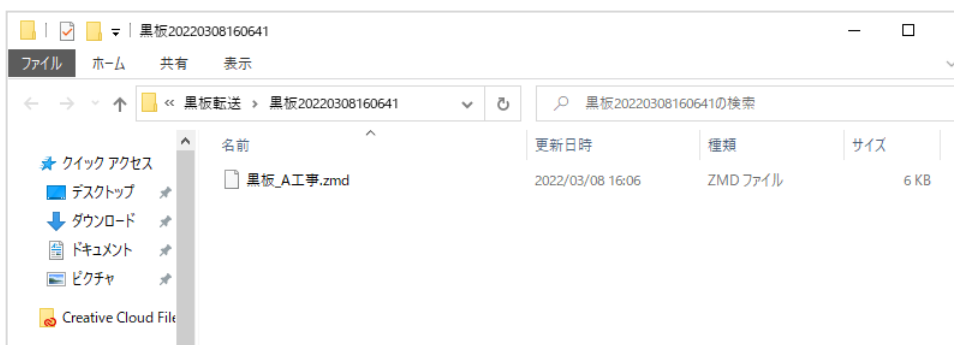 黒板20220308160641
ファイル ホーム 共有 表示
« 黒板転送 › 黒板20220308160641 黒板20220308160641の検索
名前 更新日時 種類 サイズ
クイック アクセス
黒板_A工事.zmd 2022/03/08 16:06 ZMD ファイル 6 KB
デスクトップ
ダウンロード
ドキュメント
ピクチャ
Creative Cloud File